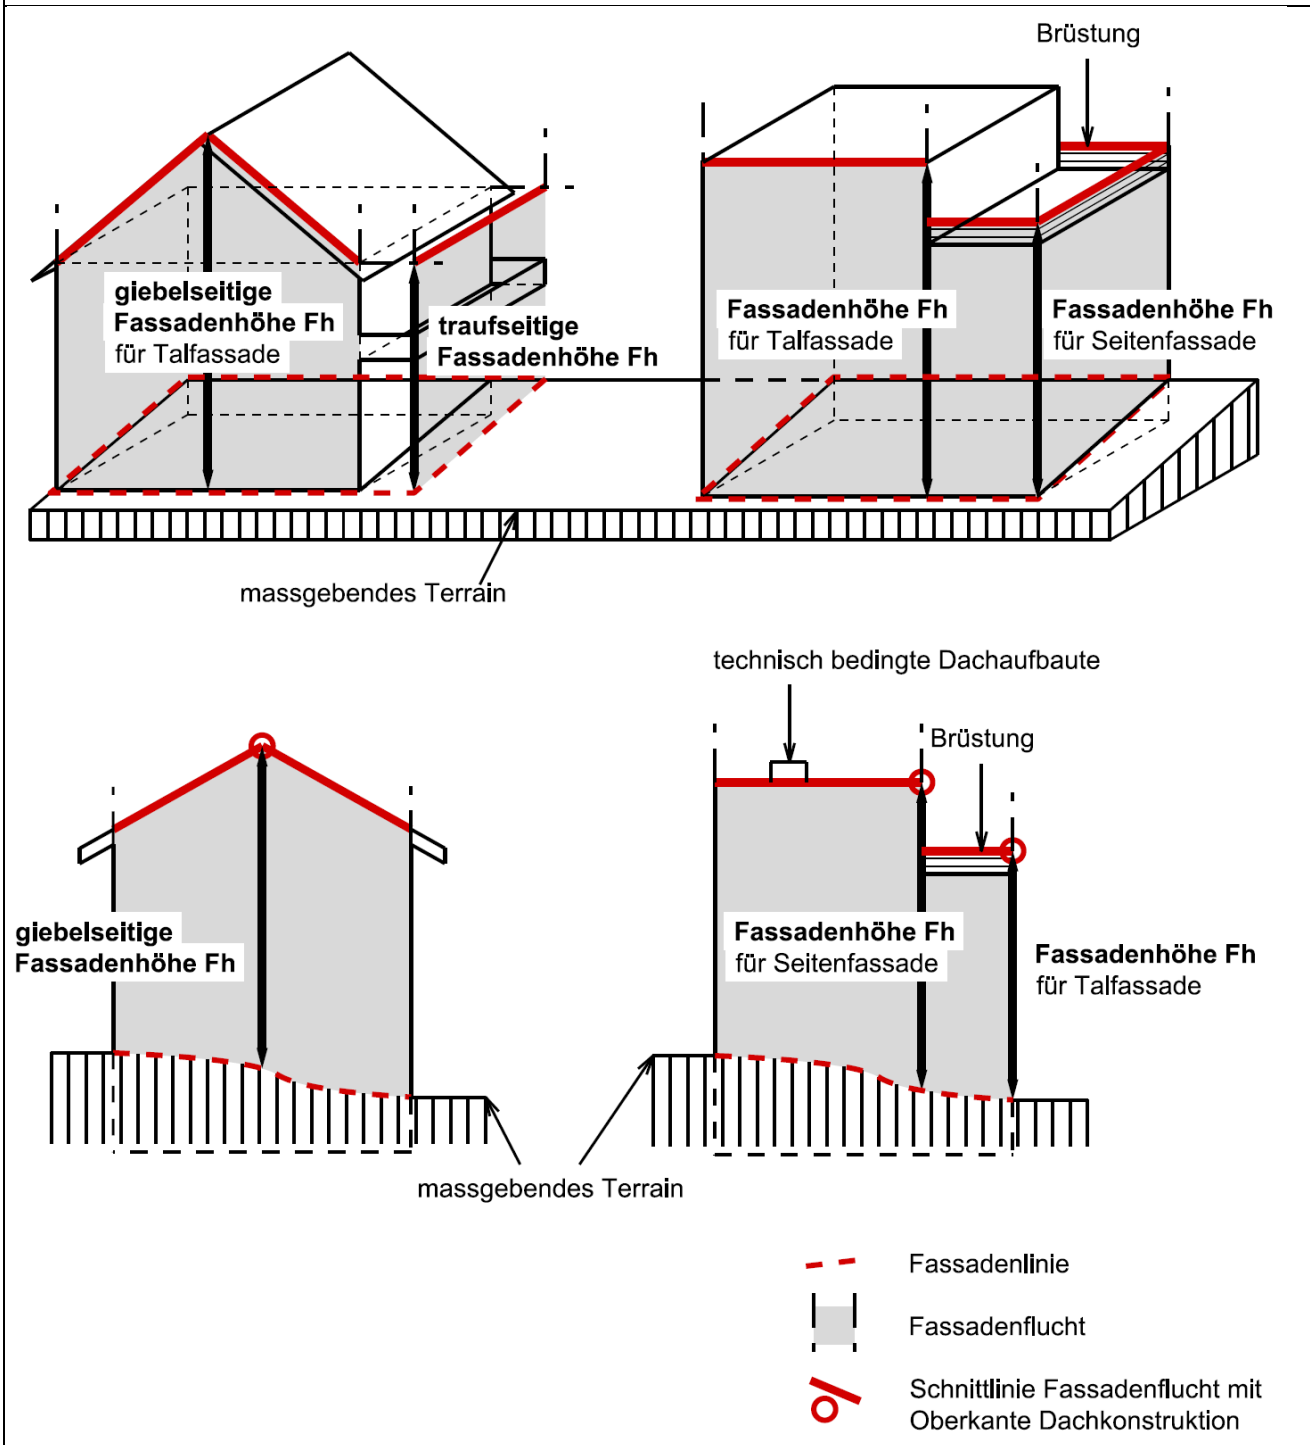 Brüstung
giebelseitige
Fassadenhöhe Fh
für Talfassade
traufseitige
Fassadenhöhe Fh
Fassadenhöhe Fh
für Talfassade
Fassadenhöhe Fh
für Seitenfassade
massgebendes Terrain
technisch bedingte Dachaufbaute
Brüstung
giebelseitige
Fassadenhöhe Fh
Fassadenhöhe Fh
für Seitenfassade
Fassadenhöhe Fh
für Talfassade
massgebendes Terrain
Fassadenlinie
Fassadenflucht
Schnittlinie Fassadenflucht mit
Oberkante Dachkonstruktion